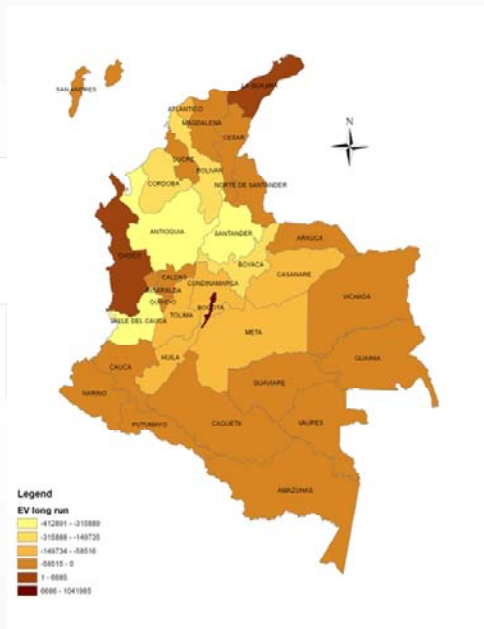 N
LA GUAJIRA
SAN ANDRES
ATLANTICO
MAGDALENA
CESAR
SUCRE
BOLIVAR
CORDOBA
NORTE DE SANTANDER
ANTIOQUIA
SANTANDER
ARAUCA
CHOCO
BOYACA
CALDAS
CUNDINAMARCA
CASANARE
RISARALDA
VICHADA
QUINDIO
BOGOTA
TOLIMA
VALLE DEL CAUCA
META
HUILA
GUAINIA
CAUCA
GUAVIARE
NARINO
VAUPES
PUTUMAYO
CAQUETA
AMAZONAS
Legend
EV long run
-412891 - -315889
-315888 - -149735
-149734 - -58516
-58515 - 0
1 - 6685
6686 - 1041985